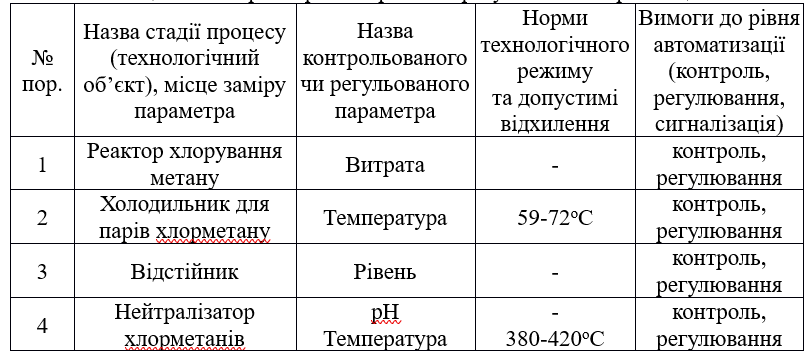 № пор.
Назва стадії процесу (технологічний об’єкт), місце заміру параметра
Назва контрольованого чи регульованого параметра
Норми технологічного режиму та допустимі відхилення
Вимоги до рівня автоматизації (контроль, регулювання, сигналізація)
1
Реактор хлорування метану
Витрата
-
контроль, регулювання
2
Холодильник для парів хлорметану
Температура
59-72°С
контроль, регулювання
3
Відстійник
Рівень
-
контроль, регулювання
4
Нейтралізатор хлорметанів
рН
Температура
-
380-420°С
контроль, регулювання